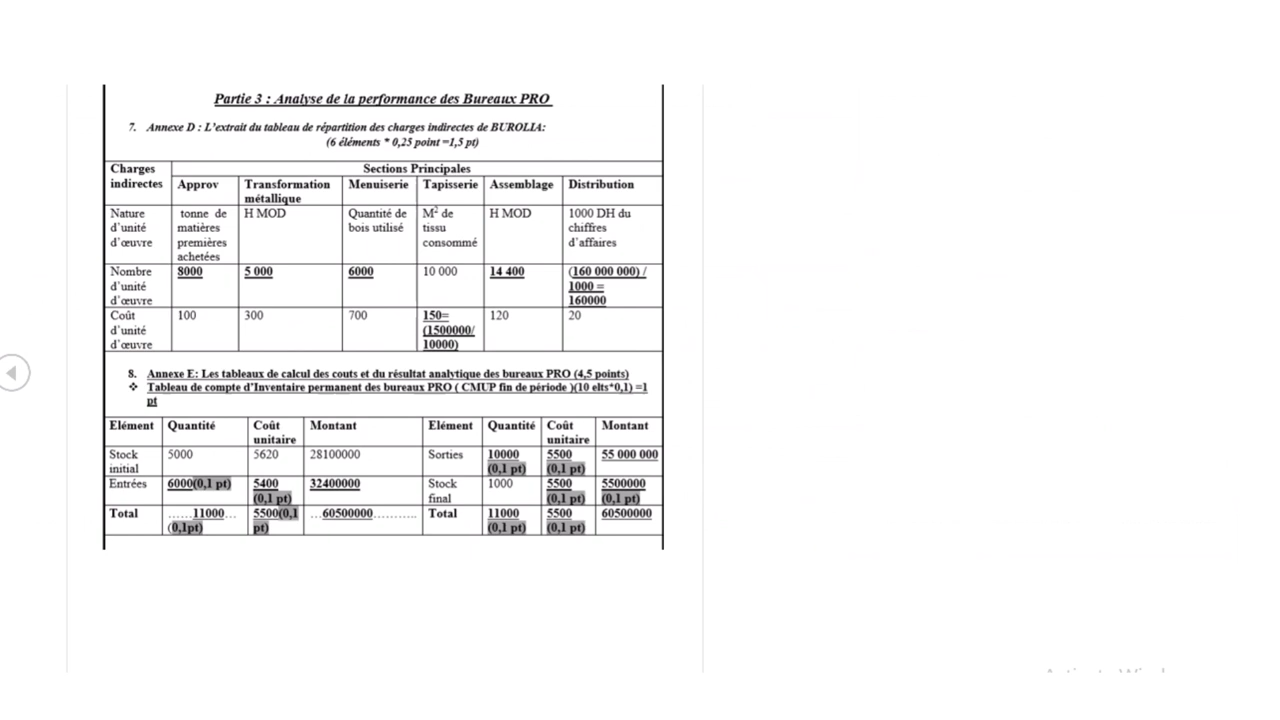 Partie 3 : Analyse de la performance des Bureaux PRO
7. Annexe D : L'extrait du tableau de répartition des charges indirectes de BUROLIA:
(6 éléments * 0,25 point =1,5 pt)
Charges indirectes Sections Principales
Approv Transformation métallique Menuiserie Tapisserie Assemblage Distribution
Nature d'unité d'œuvre tonne de matières premières achetées H MOD Quantité de bois utilisé M² de tissu consommé H MOD 1000 DH du chiffres d'affaires
Nombre d'unité d'œuvre 8000 5 000 6000 10 000 14 400 (160 000 000) / 1000 = 160000
Coût d'unité d'œuvre 100 300 700 150= (1500000/ 10000) 120 20
8. Annexe E: Les tableaux de calcul des couts et du résultat analytique des bureaux PRO (4,5 points)
❖ Tableau de compte d'Inventaire permanent des bureaux PRO ( CMUP fin de période )(10 elts*0,1) =1
pt
Elément Quantité Coût unitaire Montant Elément Quantité Coût unitaire Montant
Stock initial 5000 5620 28100000 Sorties 10000 (0,1 pt) 5500 (0,1 pt) 55 000 000
Entrées 6000(0,1 pt) 5400 (0,1 pt) 32400000 Stock final 1000 5500 (0,1 pt) 5500000 (0,1 pt)
Total ......11000... (0,1pt) 5500(0,1 pt) ...60500000............ Total 11000 (0,1 pt) 5500 (0,1 pt) 60500000